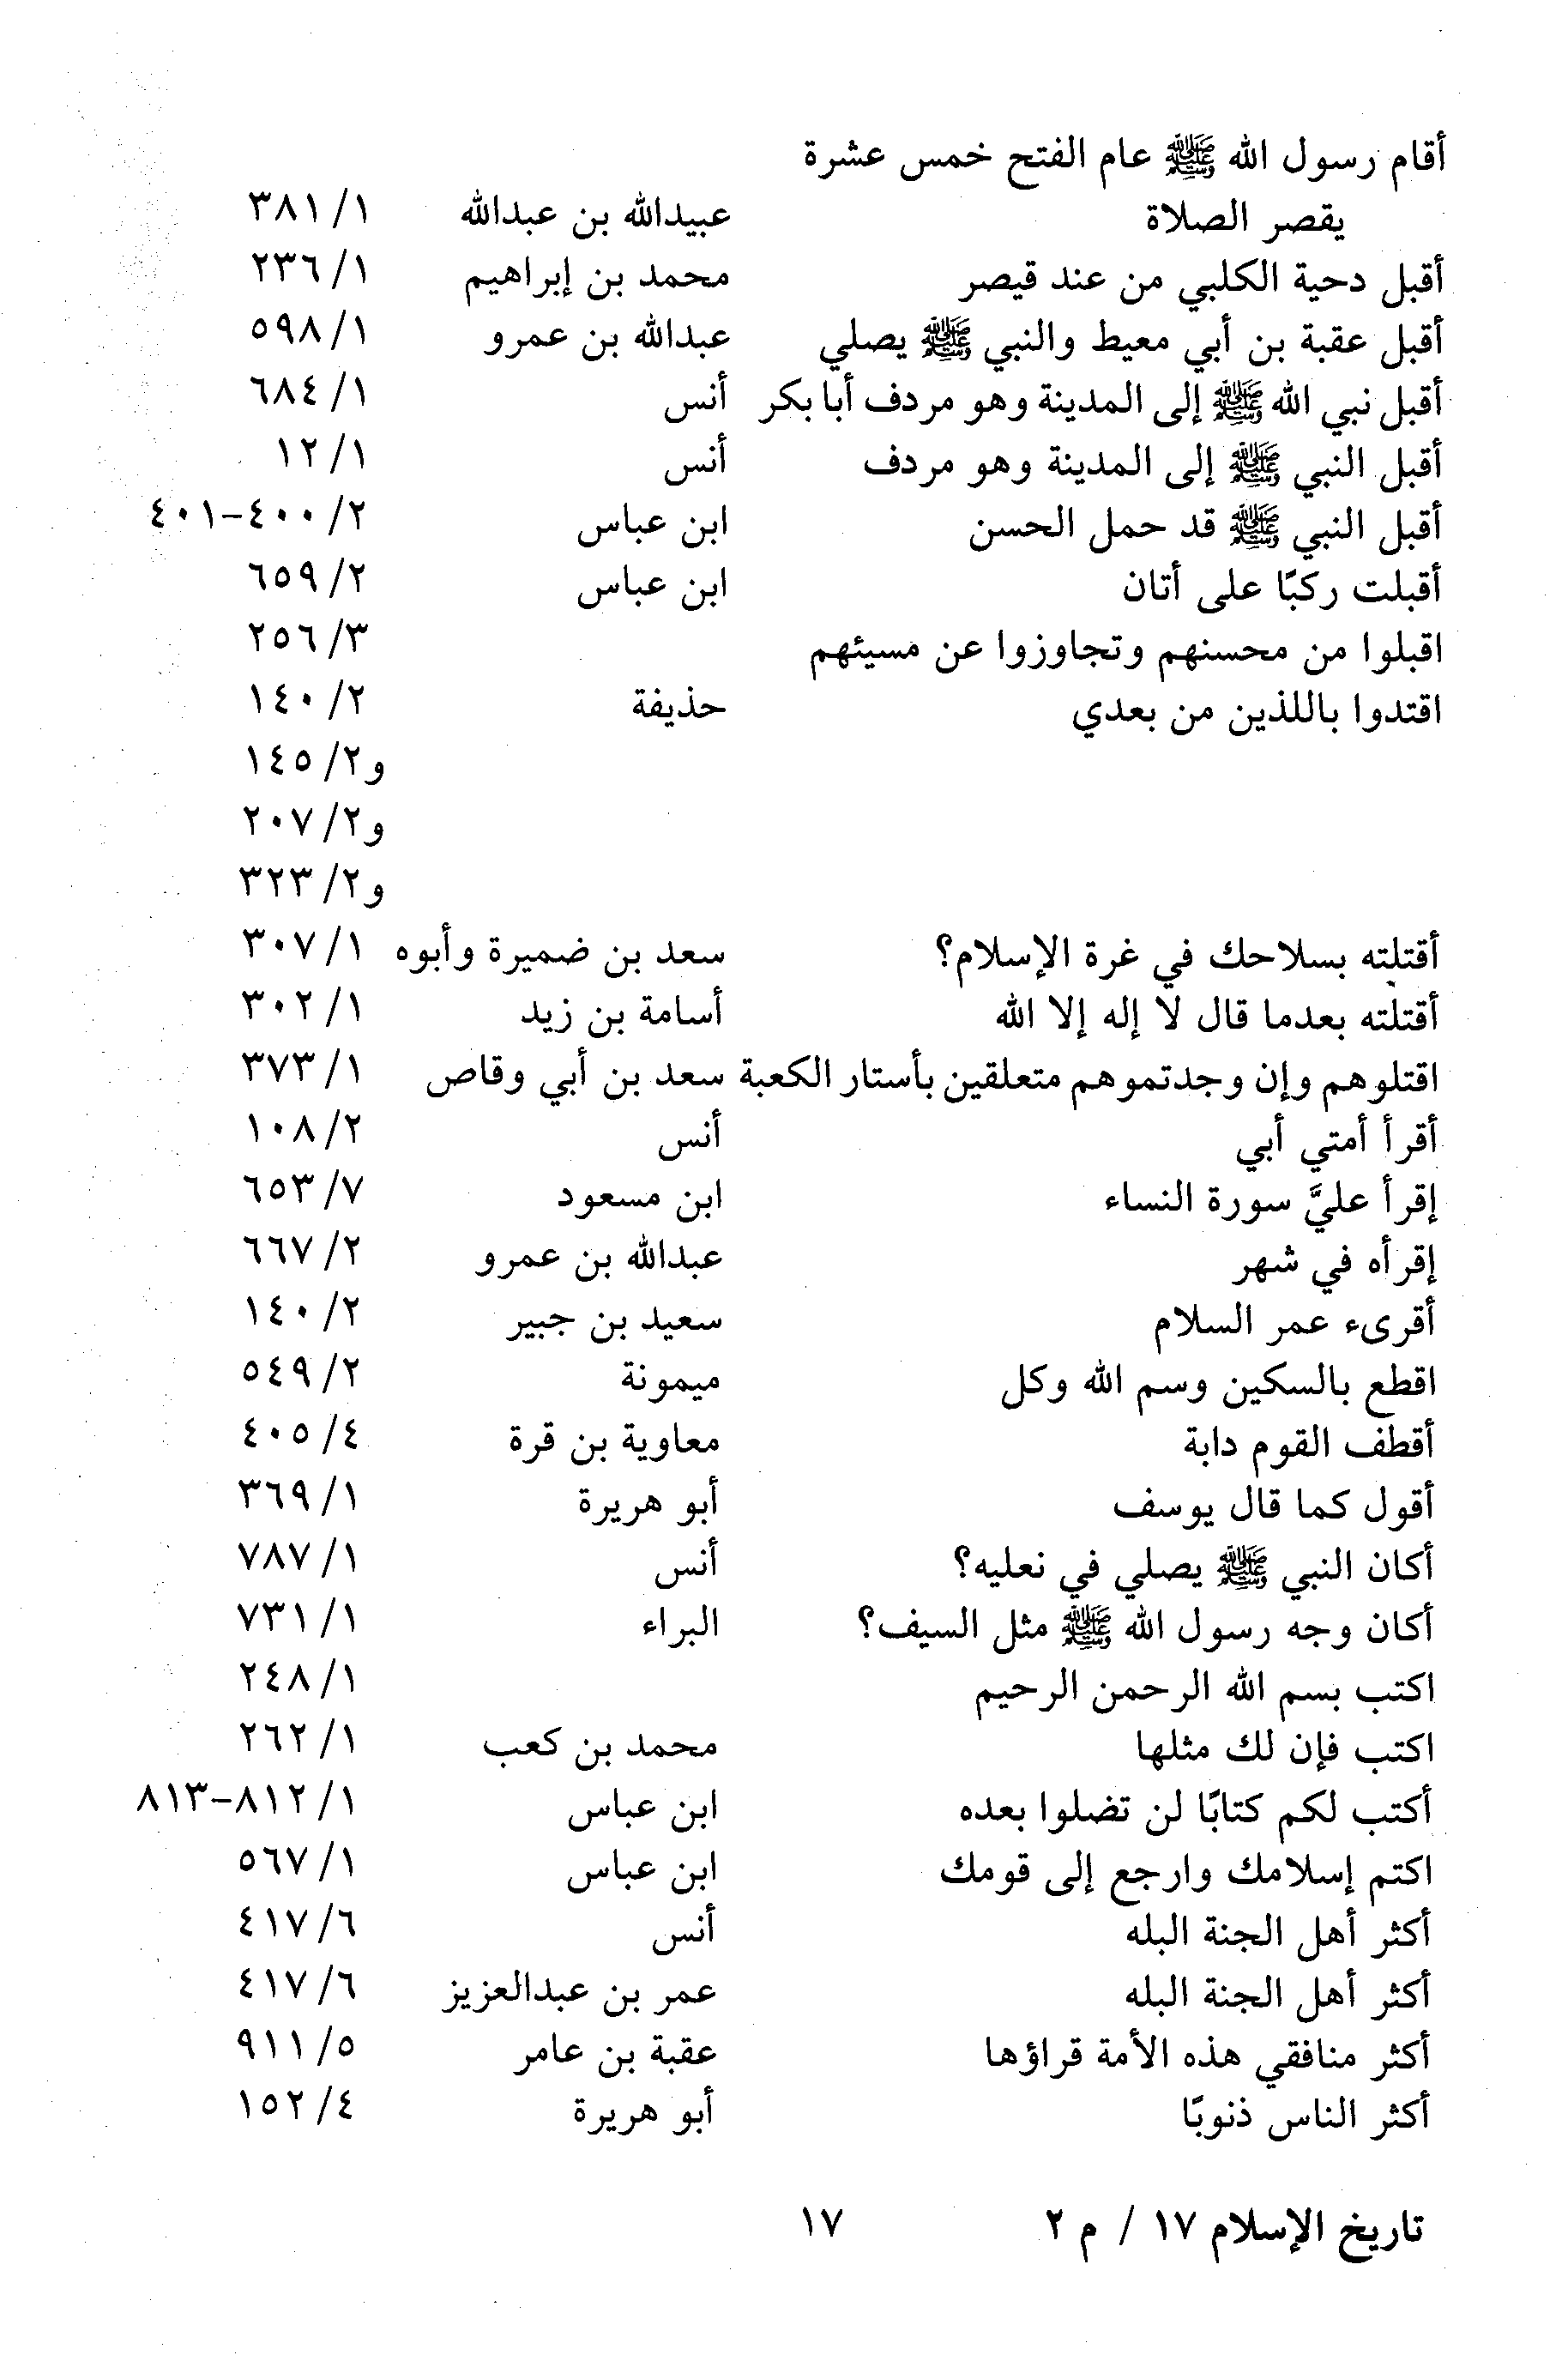 أقام رسول الله ﷺ عام الفتح خمس عشرة
يقصر الصلاة عبيدالله بن عبدالله ١/ ٣٨١
أقبل دحية الكلبي من عند قيصر محمد بن إبراهيم ١/ ٢٣٦
أقبل عقبة بن أبي معيط والنبي ﷺ يصلي عبدالله بن عمرو ١/ ٥٩٨
أقبل نبي الله ﷺ إلى المدينة وهو مردف أبا بكر أنس ١/ ٦٨٤
أقبل النبي ﷺ إلى المدينة وهو مردف أنس ١/ ١٢
أقبل النبي ﷺ قد حمل الحسن ابن عباس ٢/ ٤٠٠-٤٠١
أقبلت ركبًا على أتان ابن عباس ٢/ ٦٥٩
اقبلوا من محسنهم وتجاوزوا عن مسيئهم ٣/ ٢٥٦
اقتدوا باللذين من بعدي حذيفة ٢/ ١٤٠
و٢/ ١٤٥
و٢/ ٢٠٧
و٢/ ٣٢٣
أقتلته بسلاحك في غرة الإسلام؟ سعد بن ضميرة وأبوه ١/ ٣٠٧
أقتلته بعدما قال لا إله إلا الله أسامة بن زيد ١/ ٣٠٢
اقتلوهم وإن وجدتموهم متعلقين بأستار الكعبة سعد بن أبي وقاص ١/ ٣٧٣
أقرأ أمتي أبي أنس ٢/ ١٠٨
إقرأ عليَّ سورة النساء ابن مسعود ٧/ ٦٥٣
إقرأه في شهر عبدالله بن عمرو ٢/ ٦٦٧
أقرىء عمر السلام سعيد بن جبير ٢/ ١٤٠
اقطع بالسكين وسم الله وكل ميمونة ٢/ ٥٤٩
أقطف القوم دابة معاوية بن قرة ٤/ ٤٠٥
أقول كما قال يوسف أبو هريرة ١/ ٣٦٩
أكان النبي ﷺ يصلي في نعليه؟ أنس ١/ ٧٨٧
أكان وجه رسول الله ﷺ مثل السيف؟ البراء ١/ ٧٣١
اكتب بسم الله الرحمن الرحيم ١/ ٢٤٨
اكتب فإن لك مثلها محمد بن كعب ١/ ٢٦٢
أكتب لكم كتابًا لن تضلوا بعده ابن عباس ١/ ٨١٢-٨١٣
اكتم إسلامك وارجع إلى قومك ابن عباس ١/ ٥٦٧
أكثر أهل الجنة البله أنس ٦/ ٤١٧
أكثر أهل الجنة البله عمر بن عبدالعزيز ٦/ ٤١٧
أكثر منافقي هذه الأمة قراؤها عقبة بن عامر ٥/ ٩١١
أكثر الناس ذنوبًا أبو هريرة ٤/ ١٥٢
تاريخ الإسلام ١٧ / م ٢ ١٧